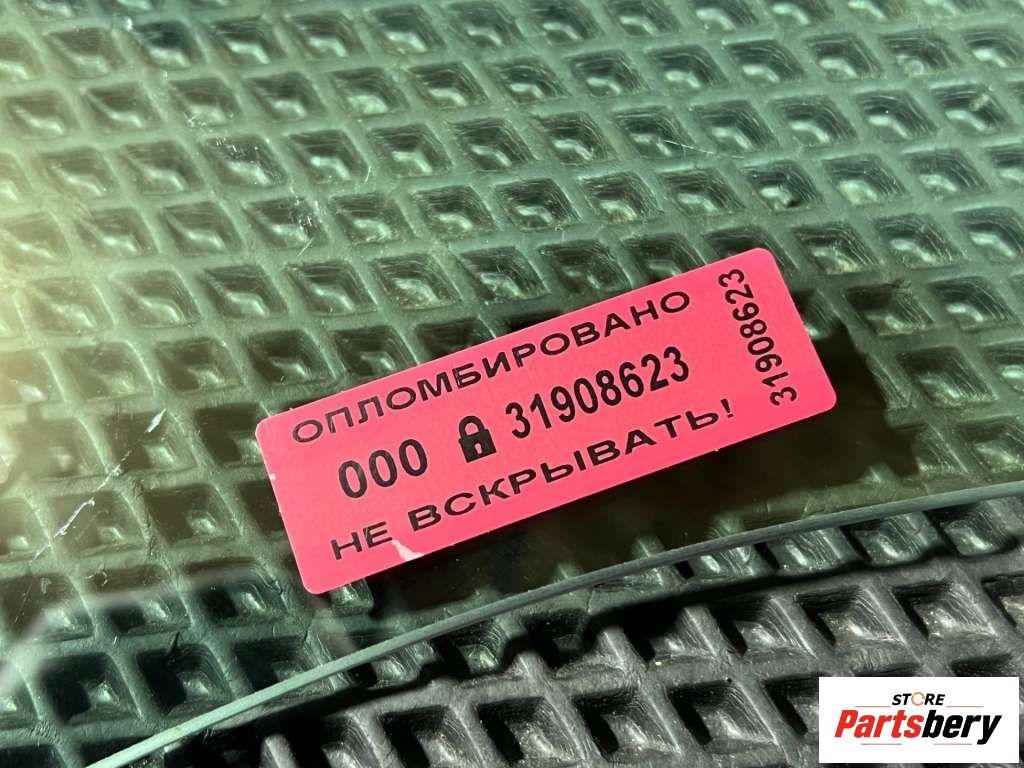 ОПЛОМБИРОВАНО
000 31908623
НЕ ВСКРЫВАТЬ!
31908623
STORE
Partsbery